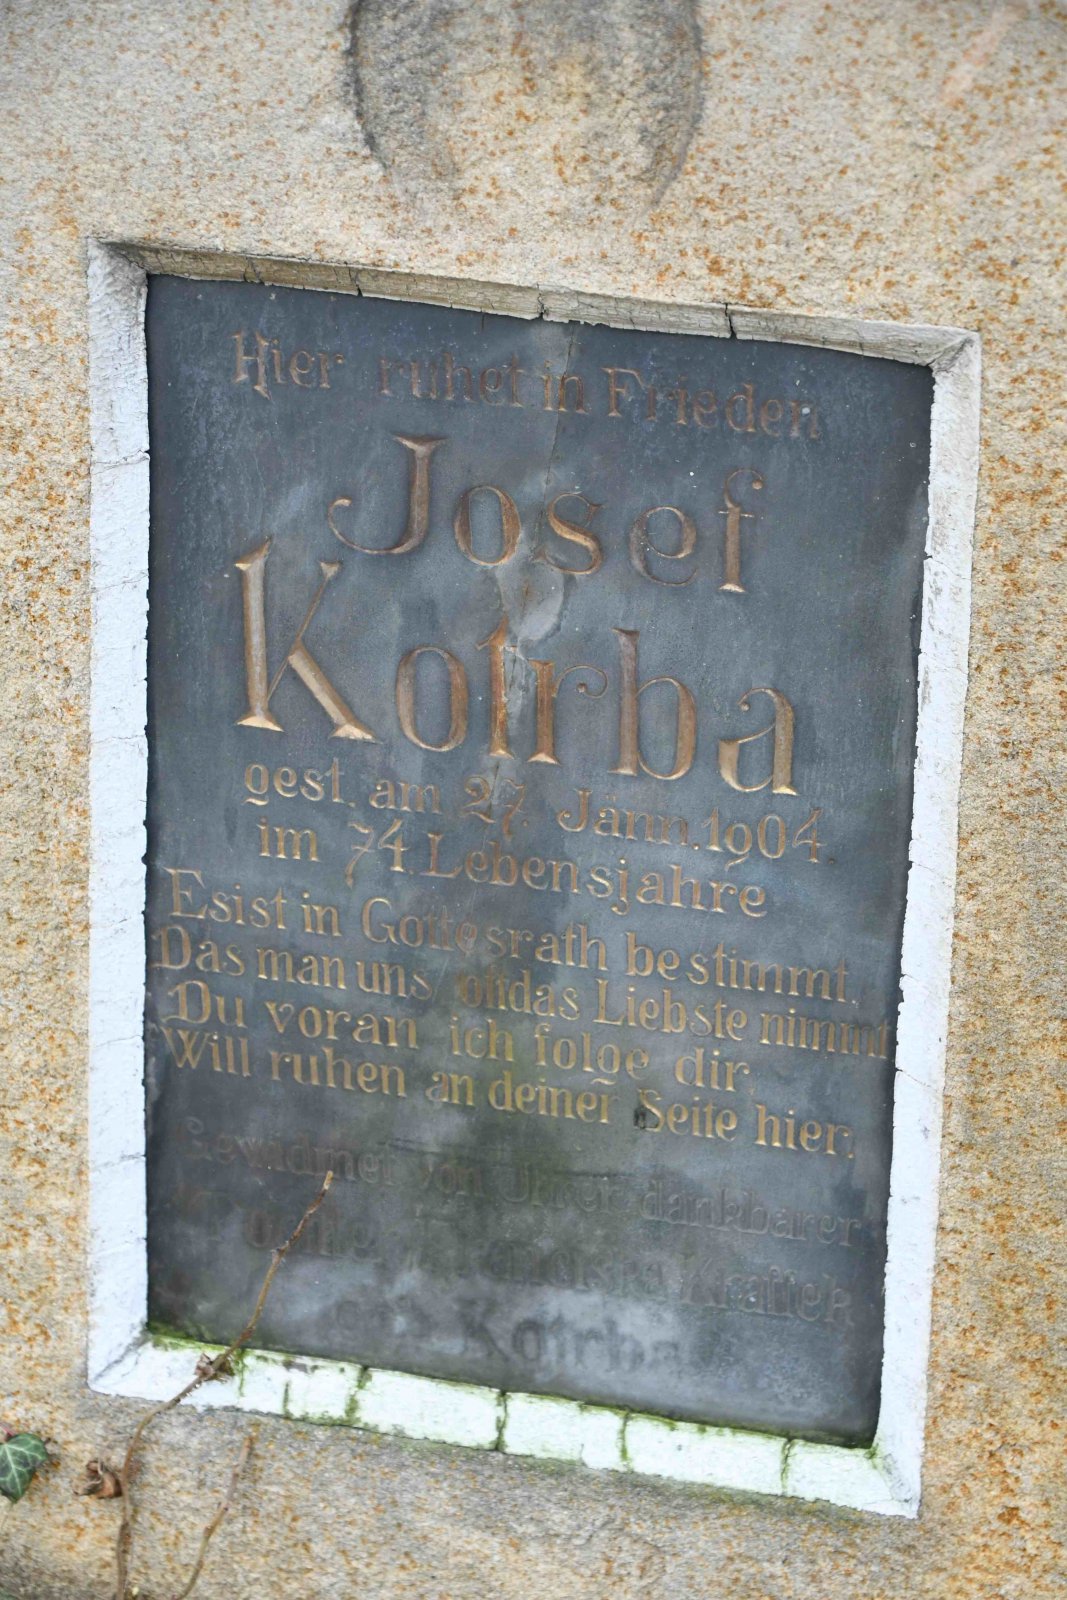 Hier ruhet in Frieden
Josef
Kotrba
gest. am 27. Jänn. 1904.
im 74. Lebensjahre
Es ist in Gottesrath bestimmt.
Das man uns, oft das Liebste nimmt
Du voran ich folge dir,
Will ruhen an deiner Seite hier.
Gewidmet von dankbarer
Kraffek
Kotrba